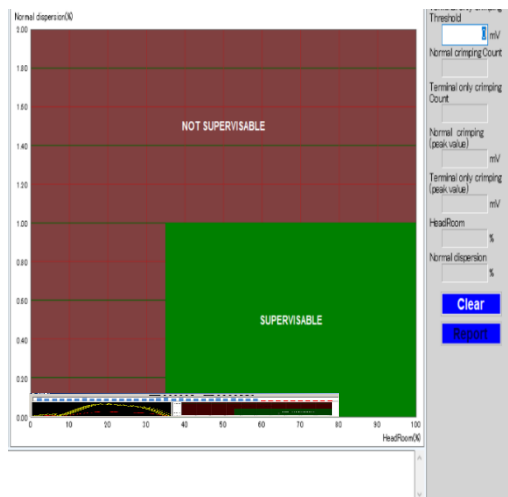 Normal dispersion(%)
2.00
1.80
1.60
1.40
1.20
1.00
0.80
0.60
0.40
0.20
0.00
NOT SUPERVISABLE
SUPERVISABLE
0 10 20 30 40 50 60 70 80 90 100
HeadRoom(%)
only crimping
Threshold
0 mV
Normal crimping Count
Terminal only crimping
Count
Normal crimping
(peak value)
mV
Terminal only crimping
(peak value)
mV
HeadRoom
%
Normal dispersion
%
Clear
Report